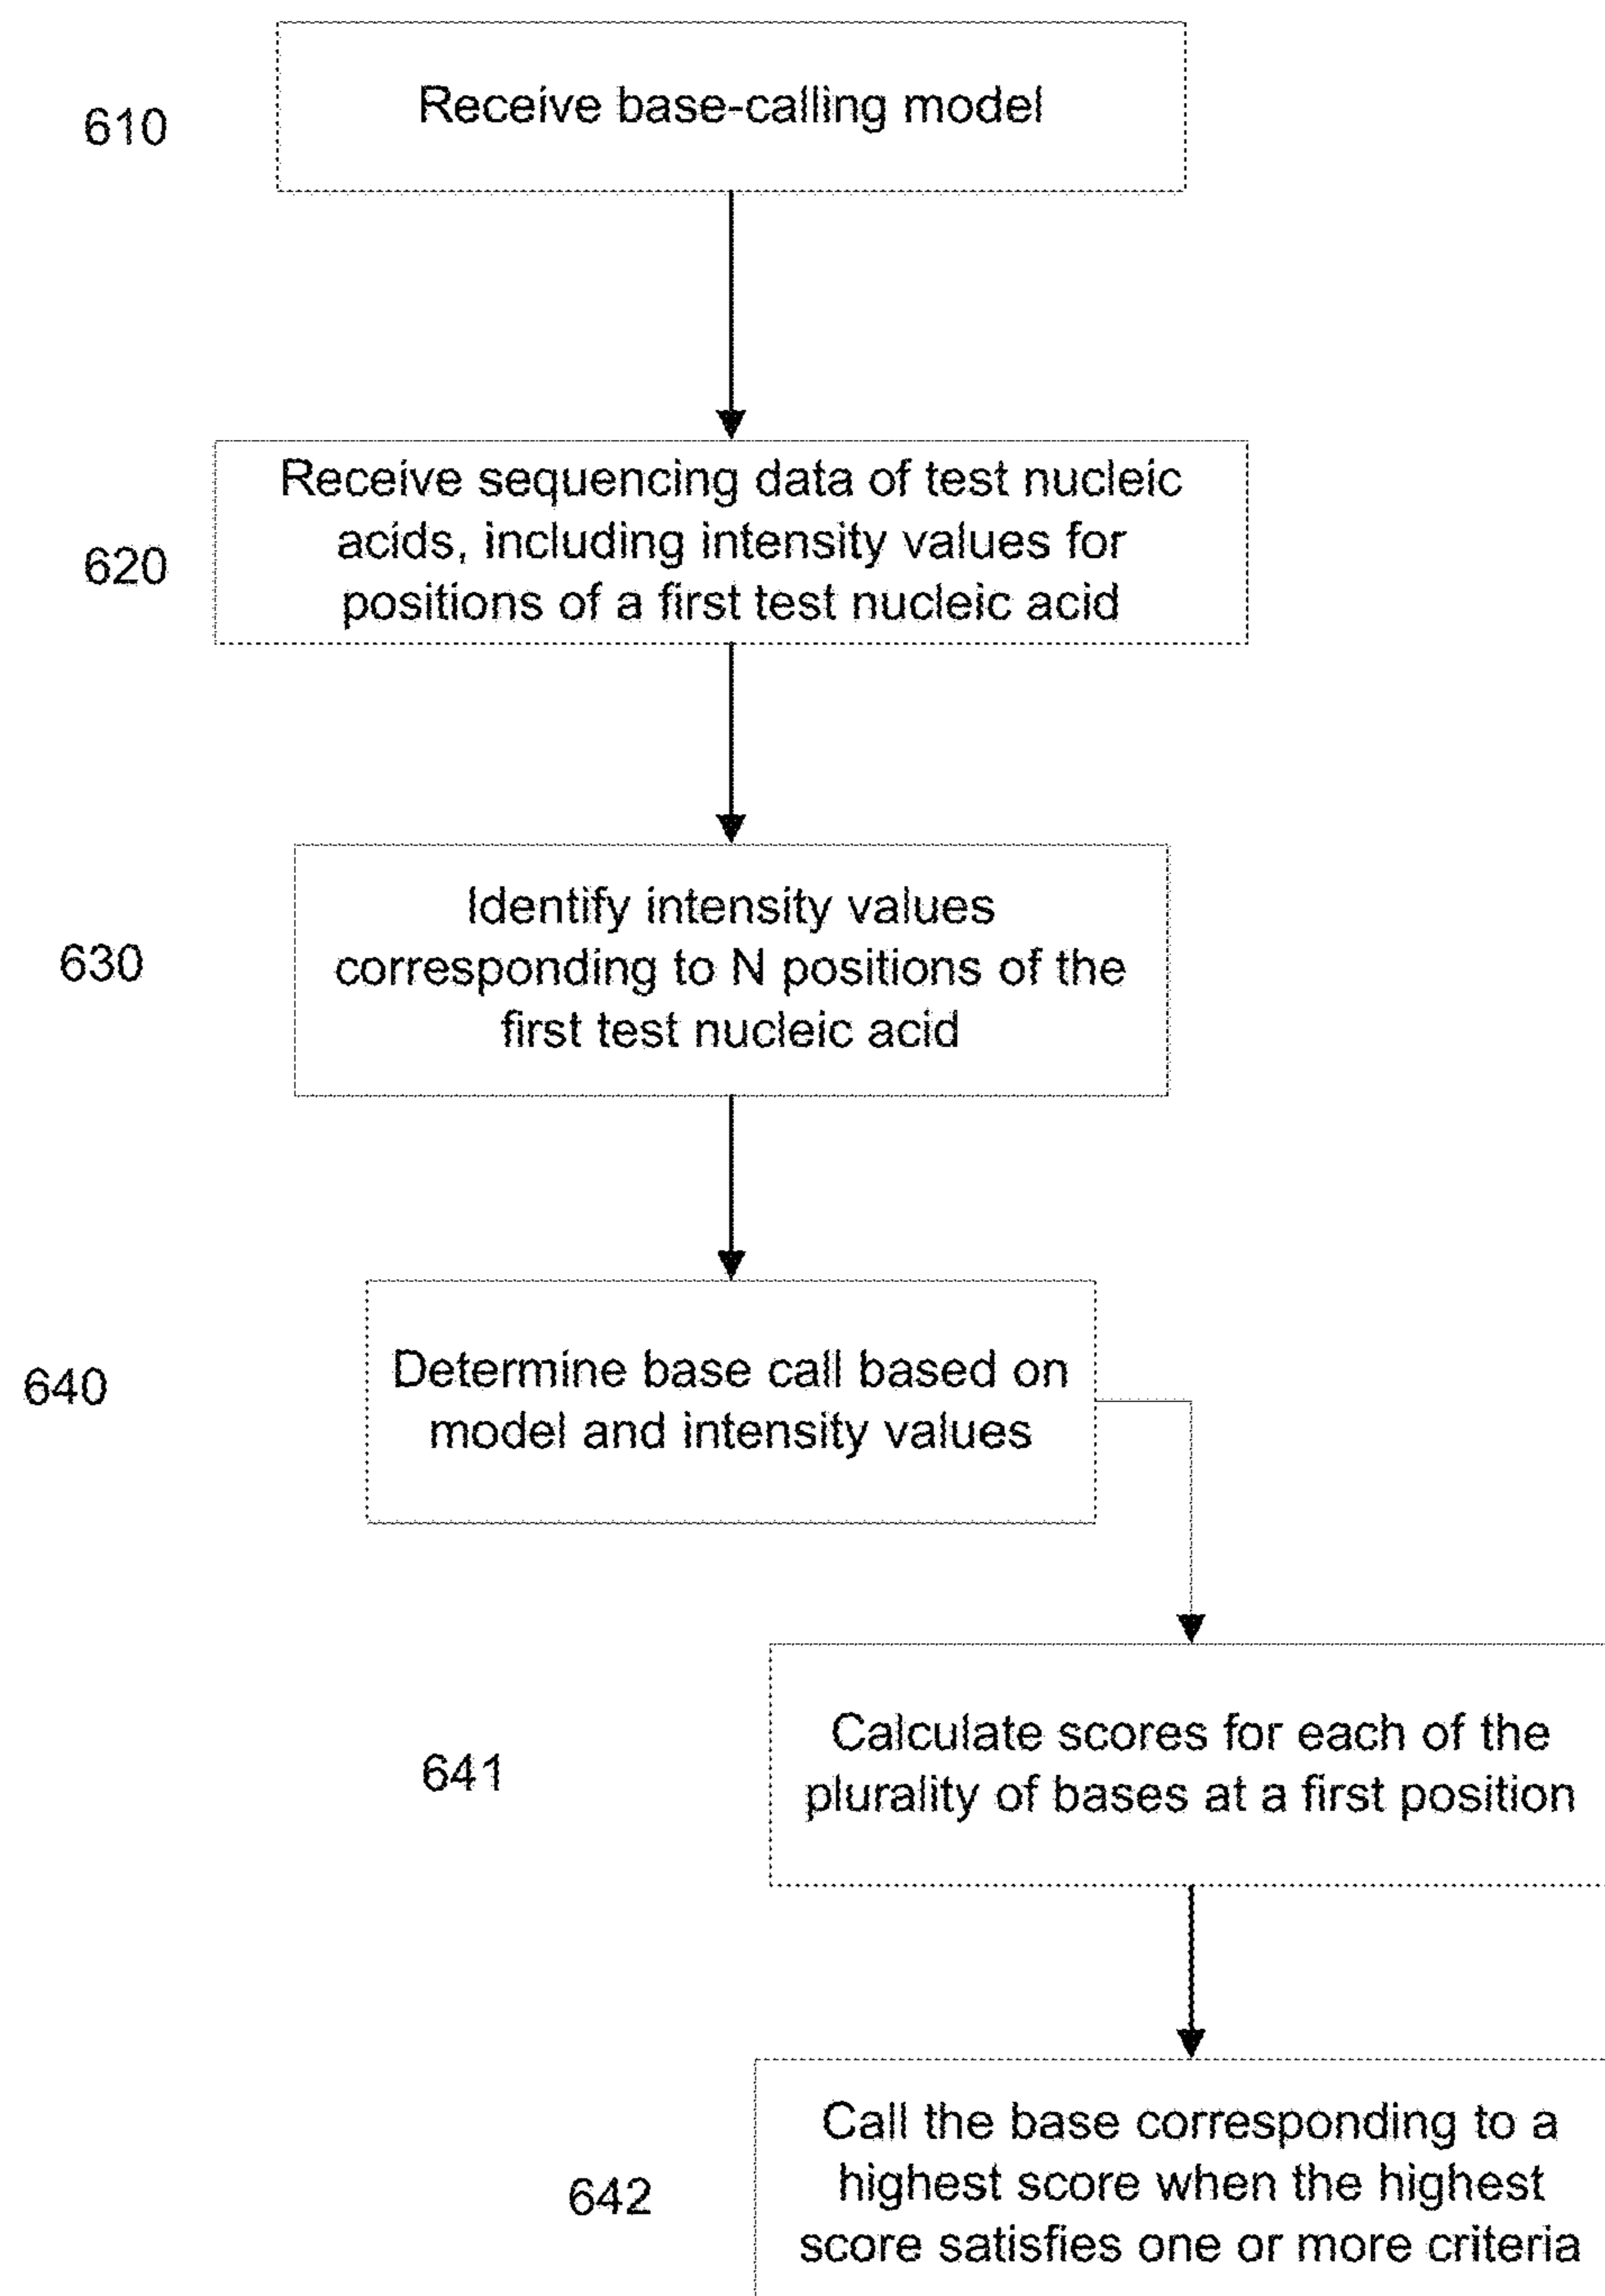 610
Receive base-calling model
620
Receive sequencing data of test nucleic
acids, including intensity values for
positions of a first test nucleic acid
630
Identify intensity values
corresponding to N positions of the
first test nucleic acid
640
Determine base call based on
model and intensity values
641
Calculate scores for each of the
plurality of bases at a first position
642
Call the base corresponding to a
highest score when the highest
score satisfies one or more criteria